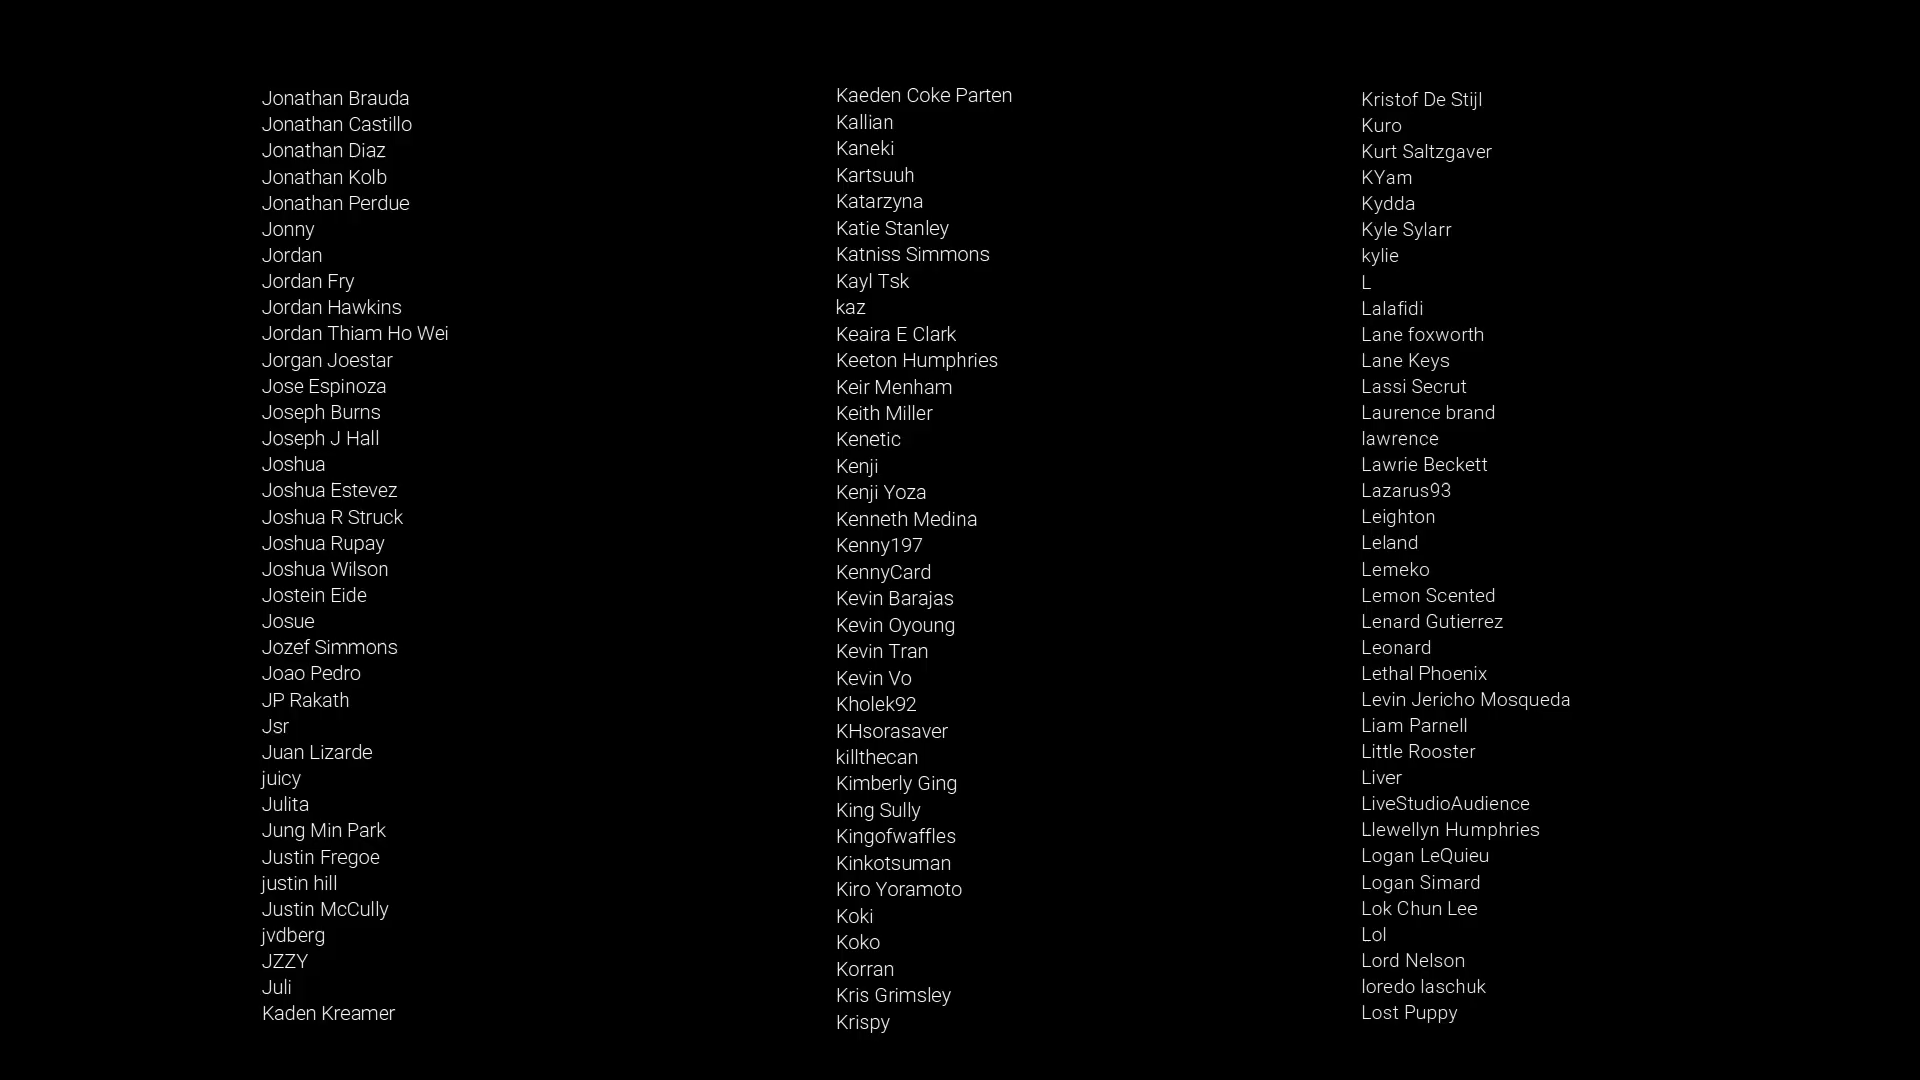 Jonathan Brauda
Jonathan Castillo
Jonathan Diaz
Jonathan Kolb
Jonathan Perdue
Jonny
Jordan
Jordan Fry
Jordan Hawkins
Jordan Thiam Ho Wei
Jorgan Joestar
Jose Espinoza
Joseph Burns
Joseph J Hall
Joshua
Joshua Estevez
Joshua R Struck
Joshua Rupay
Joshua Wilson
Jostein Eide
Josue
Jozef Simmons
Joao Pedro
JP Rakath
Jsr
Juan Lizarde
juicy
Julita
Jung Min Park
Justin Fregoe
justin hill
Justin McCully
jvdberg
JZZY
Juli
Kaden Kreamer
Kaeden Coke Parten
Kallian
Kaneki
Kartsuuh
Katarzyna
Katie Stanley
Katniss Simmons
Kayl Tsk
kaz
Keaira E Clark
Keeton Humphries
Keir Menham
Keith Miller
Kenetic
Kenji
Kenji Yoza
Kenneth Medina
Kenny197
KennyCard
Kevin Barajas
Kevin Oyoung
Kevin Tran
Kevin Vo
Kholek92
KHsorasaver
killthecan
Kimberly Ging
King Sully
Kingofwaffles
Kinkotsuman
Kiro Yoramoto
Koki
Koko
Korran
Kris Grimsley
Krispy
Kristof De Stijl
Kuro
Kurt Saltzgaver
KYam
Kydda
Kyle Sylarr
kylie
L
Lalafidi
Lane foxworth
Lane Keys
Lassi Secrut
Laurence brand
lawrence
Lawrie Beckett
Lazarus93
Leighton
Leland
Lemeko
Lemon Scented
Lenard Gutierrez
Leonard
Lethal Phoenix
Levin Jericho Mosqueda
Liam Parnell
Little Rooster
Liver
LiveStudioAudience
Llewellyn Humphries
Logan LeQuieu
Logan Simard
Lok Chun Lee
Lol
Lord Nelson
loredo laschuk
Lost Puppy